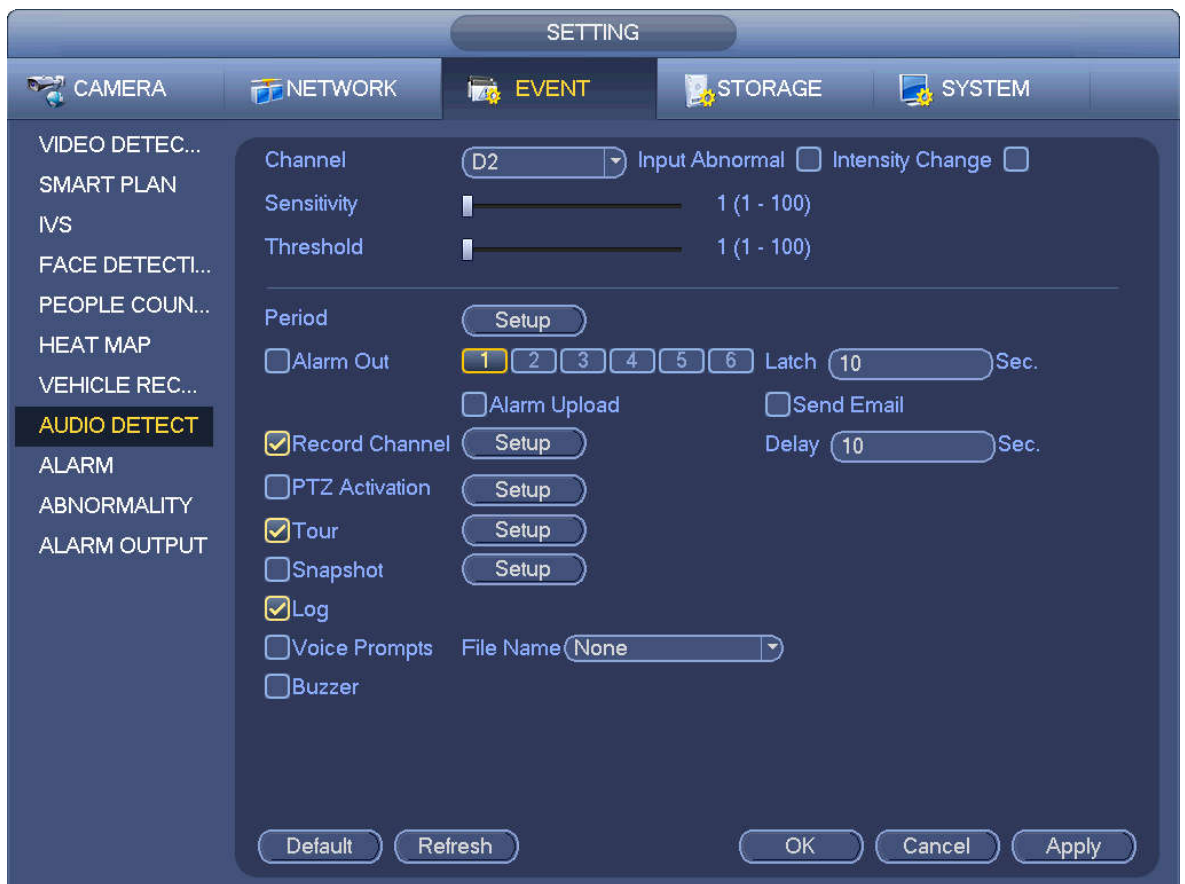 SETTING
CAMERA NETWORK EVENT STORAGE SYSTEM
VIDEO DETEC...
SMART PLAN
IVS
FACE DETECTI...
PEOPLE COUN...
HEAT MAP
VEHICLE REC...
AUDIO DETECT
ALARM
ABNORMALITY
ALARM OUTPUT
Channel D2 Input Abnormal Intensity Change
Sensitivity 1 (1 - 100)
Threshold 1 (1 - 100)
Period Setup
Alarm Out 1 2 3 4 5 6 Latch 10 Sec.
Alarm Upload Send Email
Record Channel Setup Delay 10 Sec.
PTZ Activation Setup
Tour Setup
Snapshot Setup
Log
Voice Prompts File Name None
Buzzer
Default Refresh OK Cancel Apply